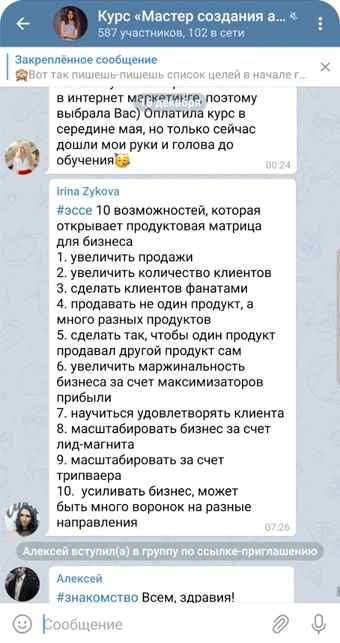 Курс «Мастер создания а...
587 участников, 102 в сети
Закреплённое сообщение
Вот так пишешь-пишешь список целей в начале г...
в интернет маркетинге, поэтому
13 декабря
выбрала Вас) Оплатила курс в
середине мая, но только сейчас
дошли мои руки и голова до
обучения🥳
00:24
Irina Zykova
#эссе 10 возможностей, которая
открывает продуктовая матрица
для бизнеса
1. увеличить продажи
2. увеличить количество клиентов
3. сделать клиентов фанатами
4. продавать не один продукт, а
много разных продуктов
5. сделать так, чтобы один продукт
продавал другой продукт сам
6. увеличить маржинальность
бизнеса за счет максимизаторов
прибыли
7. научиться удовлетворять клиента
8. масштабировать бизнес за счет
лид-магнита
9. масштабировать за счет
трипваера
10. усиливать бизнес, может
быть много воронок на разные
направления
07:26
Алексей вступил(а) в группу по ссылке-приглашению
Алексей
#знакомство Всем, здравия!
Сообщение